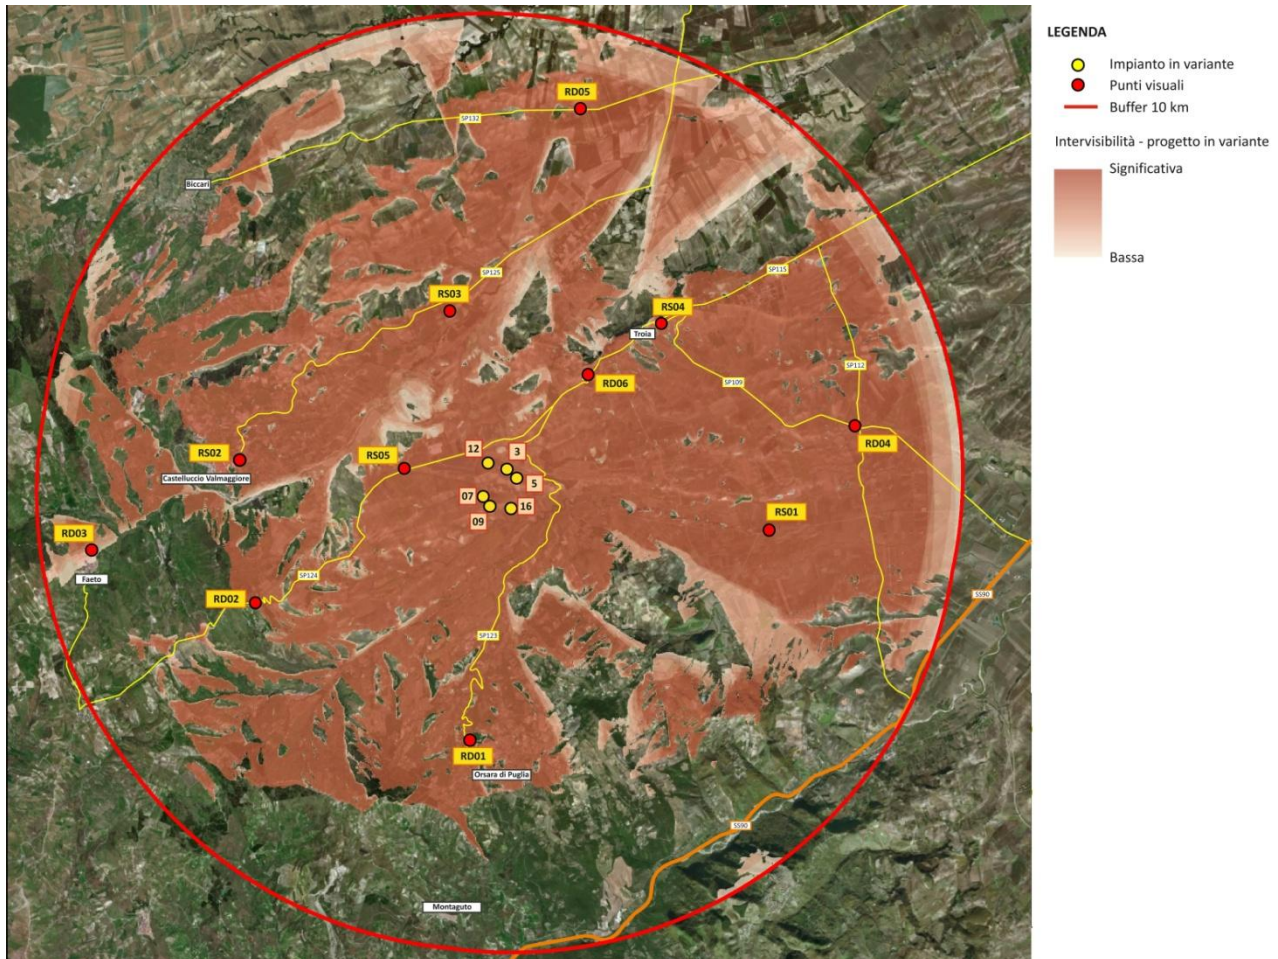 LEGENDA
Impianto in variante
Punti visuali
Buffer 10 km
Intervisibilità - progetto in variante
Significativa
Bassa
RD05
SP132
Biccari
SP125
SP115
RS03
RS04
Troia
SP112
RD06
SP109
RD04
RS02
Castelluccio Valmaggiore
RS05
12
3
5
07
09
16
RS01
RD03
Faeto
SP124
RD02
SS90
SP123
RD01
Orsara di Puglia
SS90
Montaguto